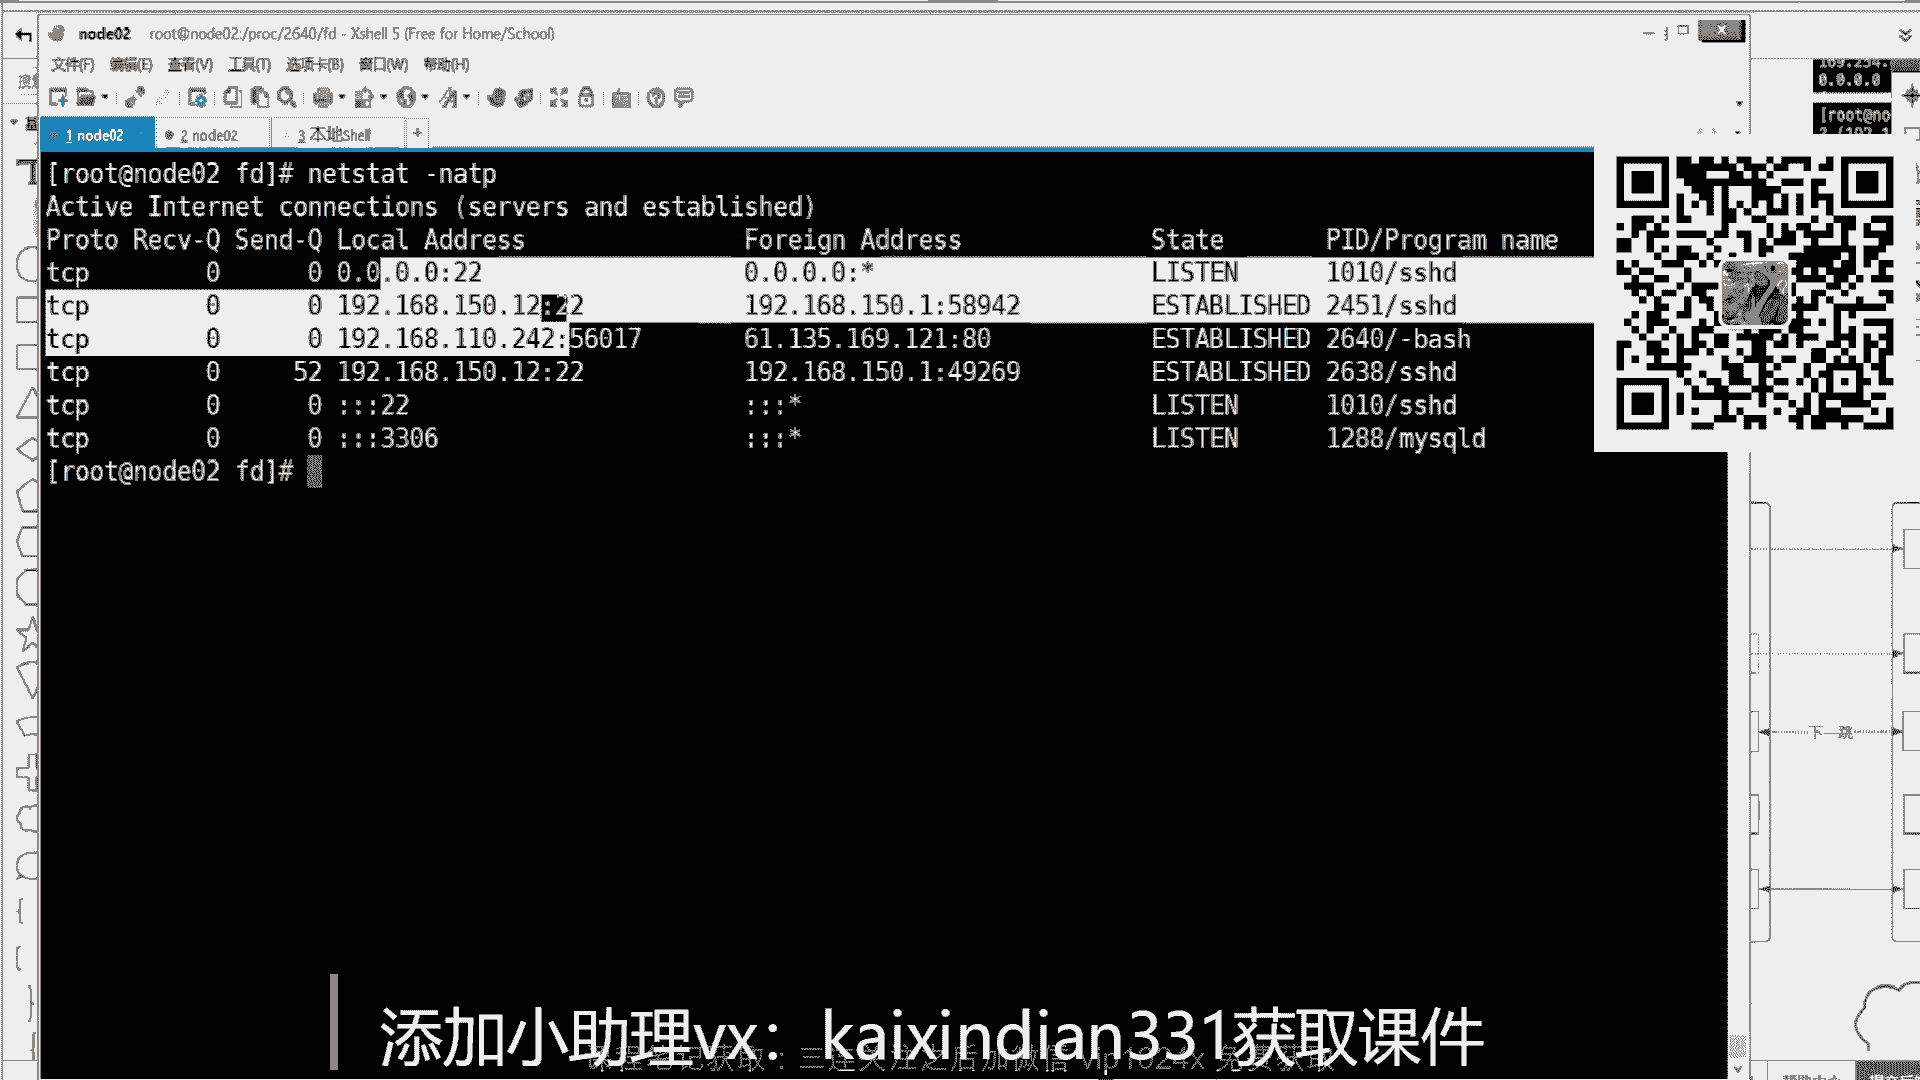 node02 root@node02:/proc/2640/fd - Xshell 5 (Free for Home/School)
文件(F) 编辑(E) 查看(V) 工具(T) 选项卡(B) 窗口(W) 帮助(H)
1 node02 2 node02 3 本地Shell +
0.0.0.0
[root@no
[root@node02 fd]# netstat -natp
Active Internet connections (servers and established)
Proto Recv-Q Send-Q Local Address Foreign Address State PID/Program name
tcp 0 0 0.0.0.0:22 0.0.0.0:* LISTEN 1010/sshd
tcp 0 0 192.168.150.12:22 192.168.150.1:58942 ESTABLISHED 2451/sshd
tcp 0 0 192.168.110.242:56017 61.135.169.121:80 ESTABLISHED 2640/-bash
tcp 0 52 192.168.150.12:22 192.168.150.1:49269 ESTABLISHED 2638/sshd
tcp 0 0 :::22 :::* LISTEN 1010/sshd
tcp 0 0 :::3306 :::* LISTEN 1288/mysqld
[root@node02 fd]#
下一跳
添加小助理vx：kaixindian331获取课件